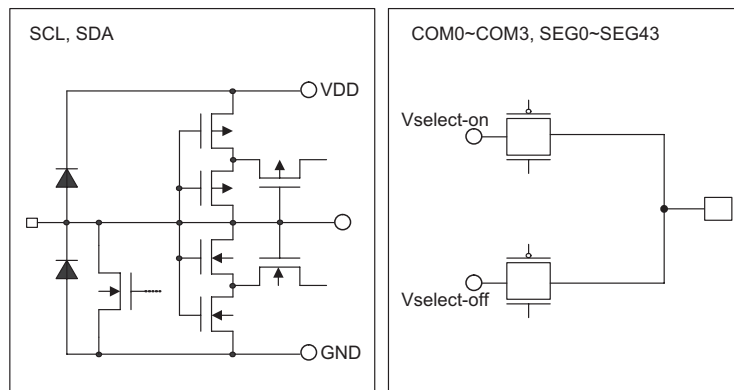 SCL, SDA
VDD
GND
COM0~COM3, SEG0~SEG43
Vselect-on
Vselect-off